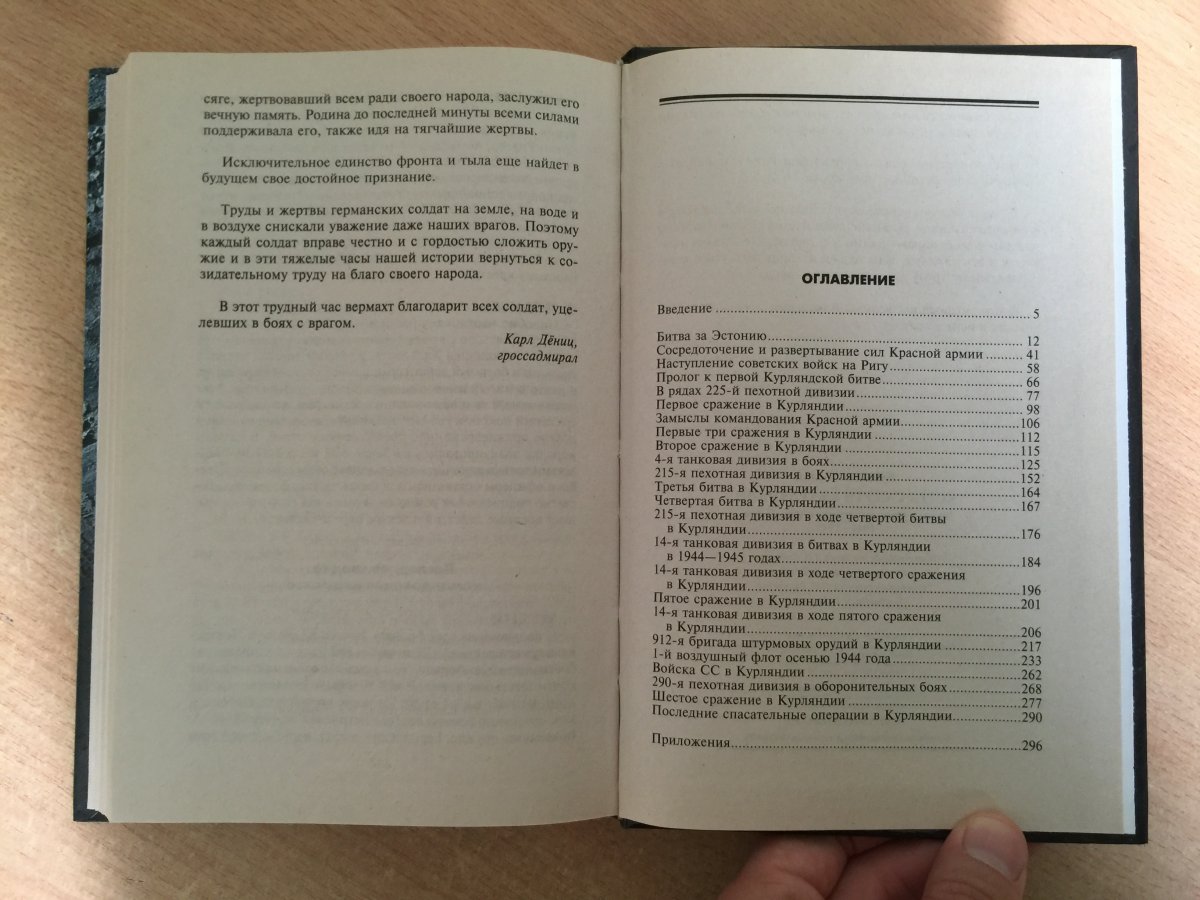 сяге, жертвовавший всем ради своего народа, заслужил его
вечную память. Родина до последней минуты всеми силами
поддерживала его, также идя на тягчайшие жертвы.
Исключительное единство фронта и тыла еще найдет в
будущем свое достойное признание.
Труды и жертвы германских солдат на земле, на воде и
в воздухе снискали уважение даже наших врагов. Поэтому
каждый солдат вправе честно и с гордостью сложить ору-
жие и в эти тяжелые часы нашей истории вернуться к со-
зидательному труду на благо своего народа.
В этот трудный час вермахт благодарит всех солдат, уце-
левших в боях с врагом.
Карл Дёниц,
гроссадмирал
ОГЛАВЛЕНИЕ
Введение ... 5
Битва за Эстонию ... 12
Сосредоточение и развертывание сил Красной армии ... 41
Наступление советских войск на Ригу ... 58
Пролог к первой Курляндской битве ... 66
В рядах 225-й пехотной дивизии ... 77
Первое сражение в Курляндии ... 98
Замыслы командования Красной армии ... 106
Первые три сражения в Курляндии ... 112
Второе сражение в Курляндии ... 115
4-я танковая дивизия в боях ... 125
215-я пехотная дивизия в Курляндии ... 152
Третья битва в Курляндии ... 164
Четвертая битва в Курляндии ... 167
215-я пехотная дивизия в ходе четвертой битвы
в Курляндии ... 176
14-я танковая дивизия в битвах в Курляндии
в 1944—1945 годах ... 184
14-я танковая дивизия в ходе четвертого сражения
в Курляндии ... 196
Пятое сражение в Курляндии ... 201
14-я танковая дивизия в ходе пятого сражения
в Курляндии ... 206
912-я бригада штурмовых орудий в Курляндии ... 217
1-й воздушный флот осенью 1944 года ... 233
Войска СС в Курляндии ... 262
290-я пехотная дивизия в оборонительных боях ... 268
Шестое сражение в Курляндии ... 277
Последние спасательные операции в Курляндии ... 290
Приложения ... 296